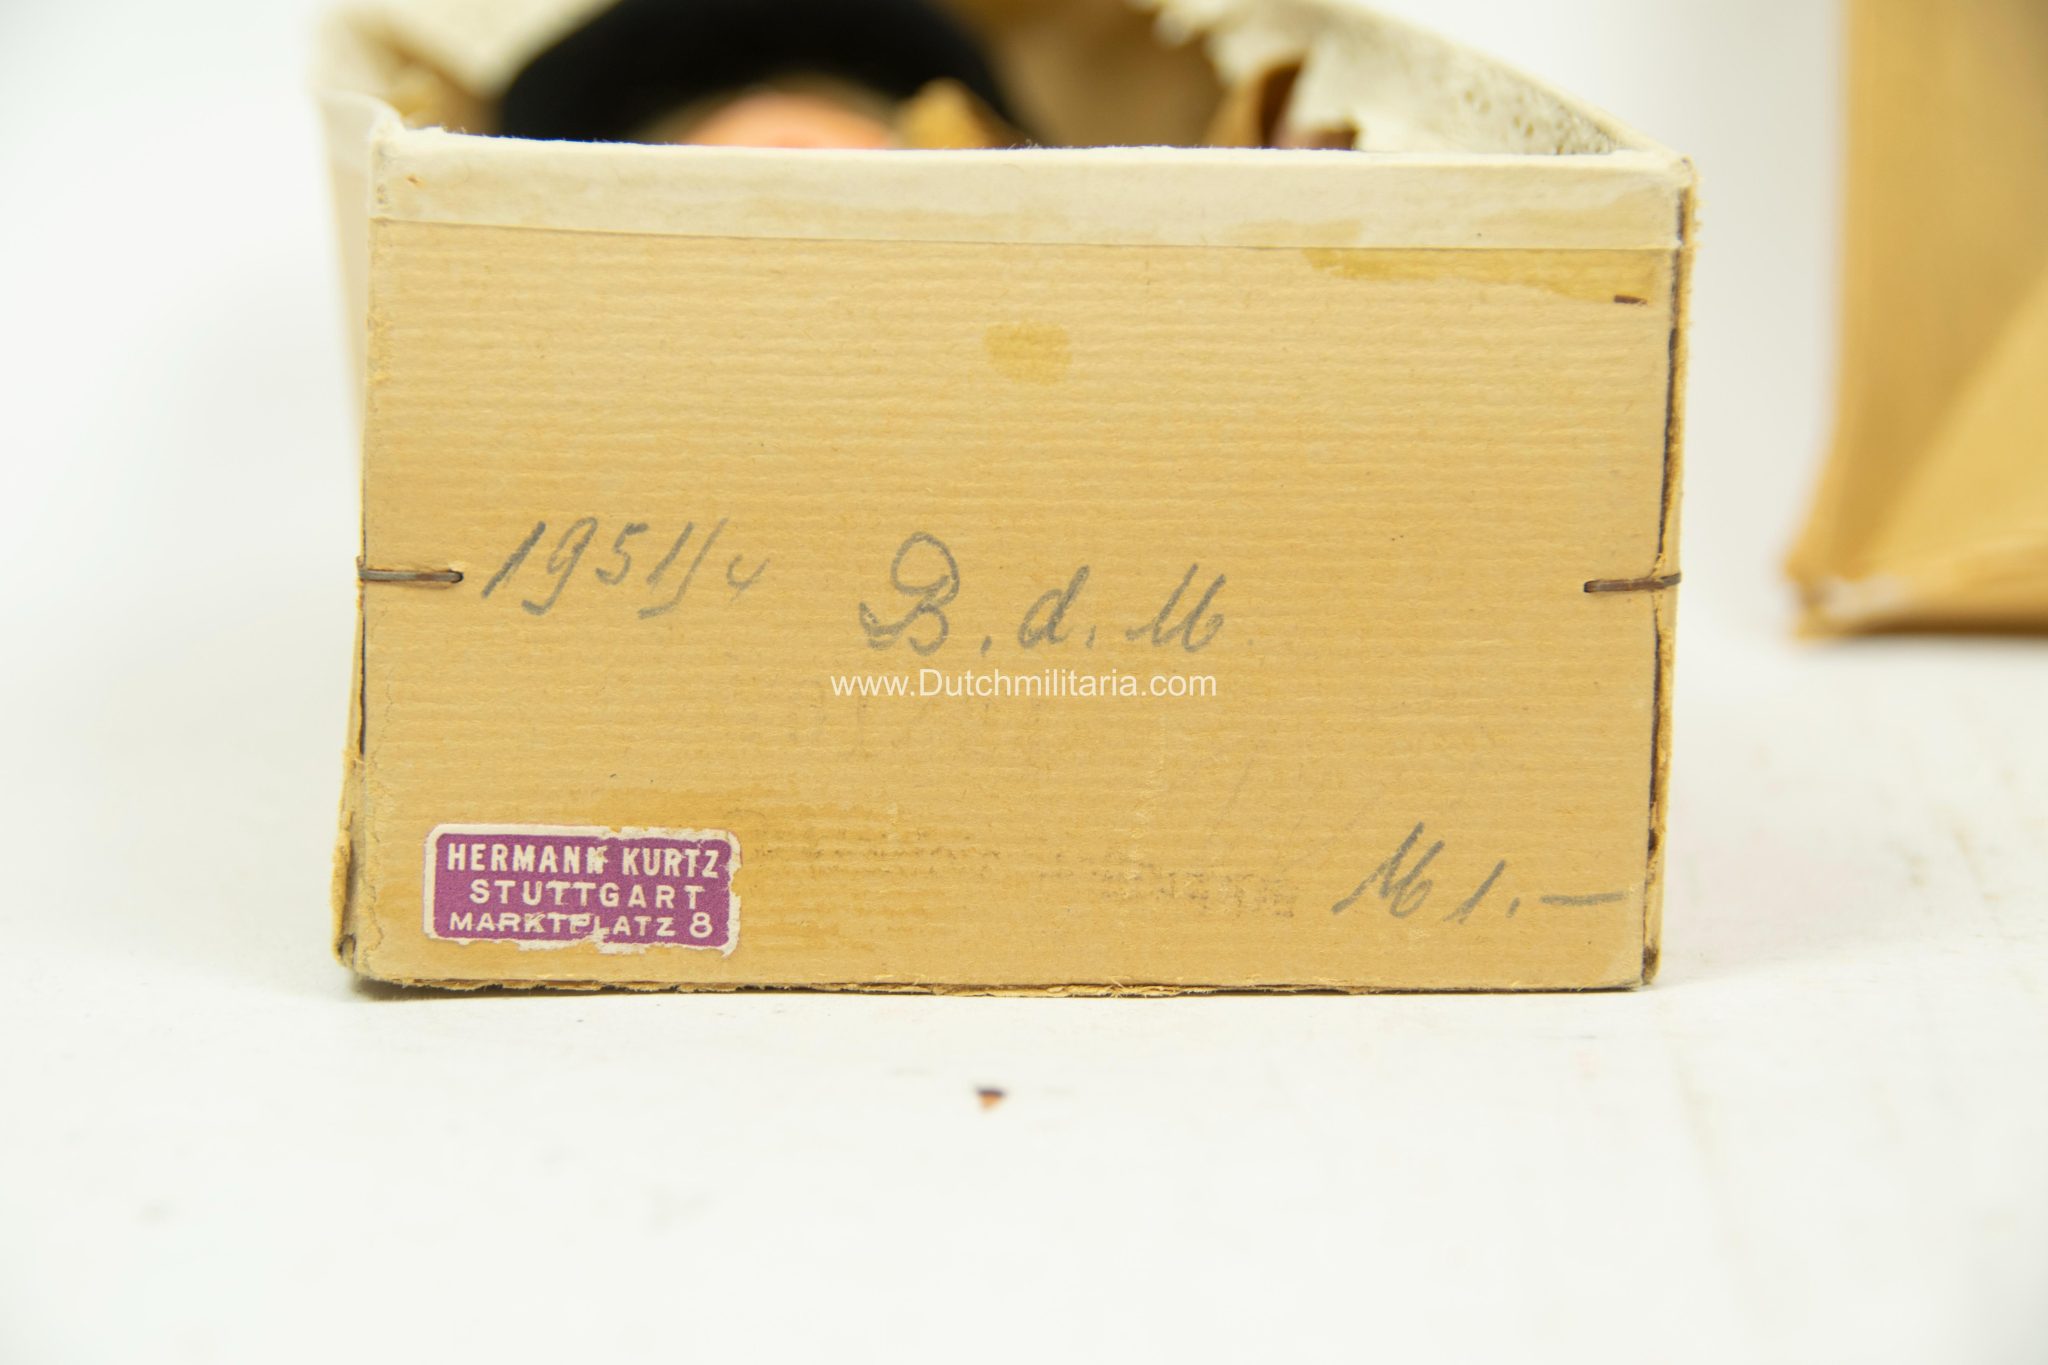 1951/4 B.d.M.
www.Dutchmilitaria.com
HERMANN KURTZ
STUTTGART
MARKTPLATZ 8
M 1.—